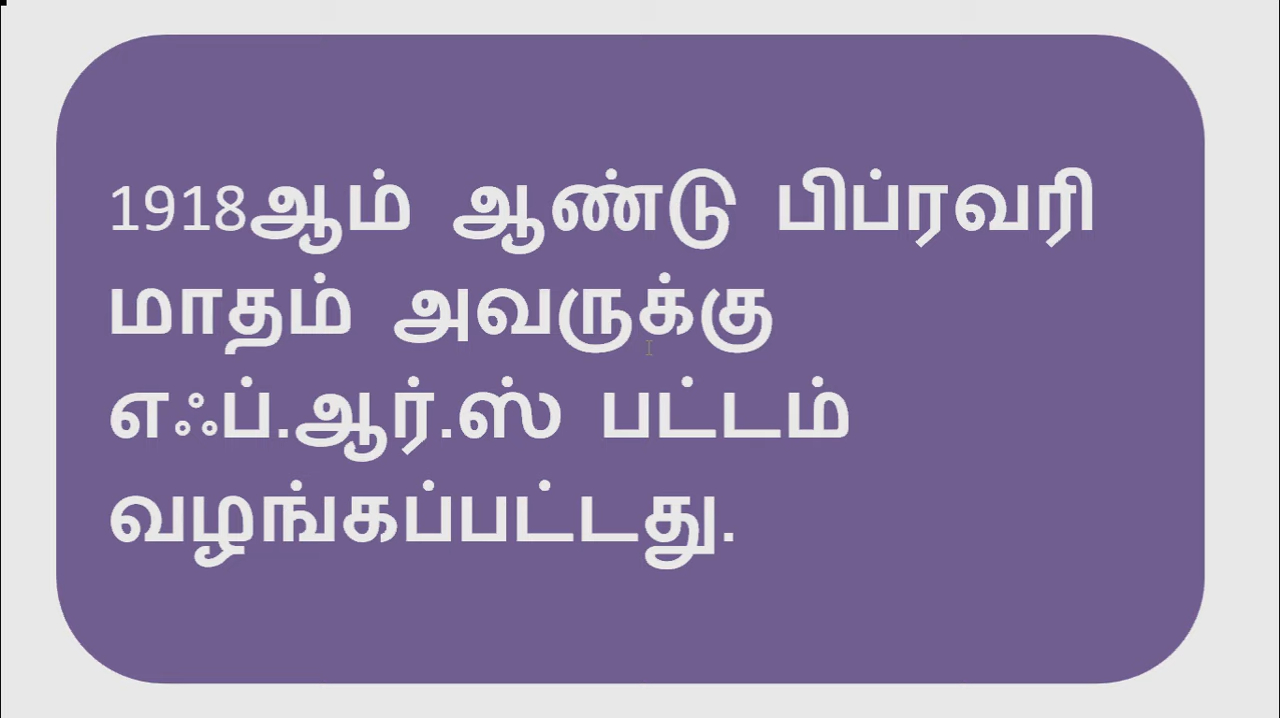 1918ஆம் ஆண்டு பிப்ரவரி
மாதம் அவருக்கு
எஃப்.ஆர்.ஸ் பட்டம்
வழங்கப்பட்டது.